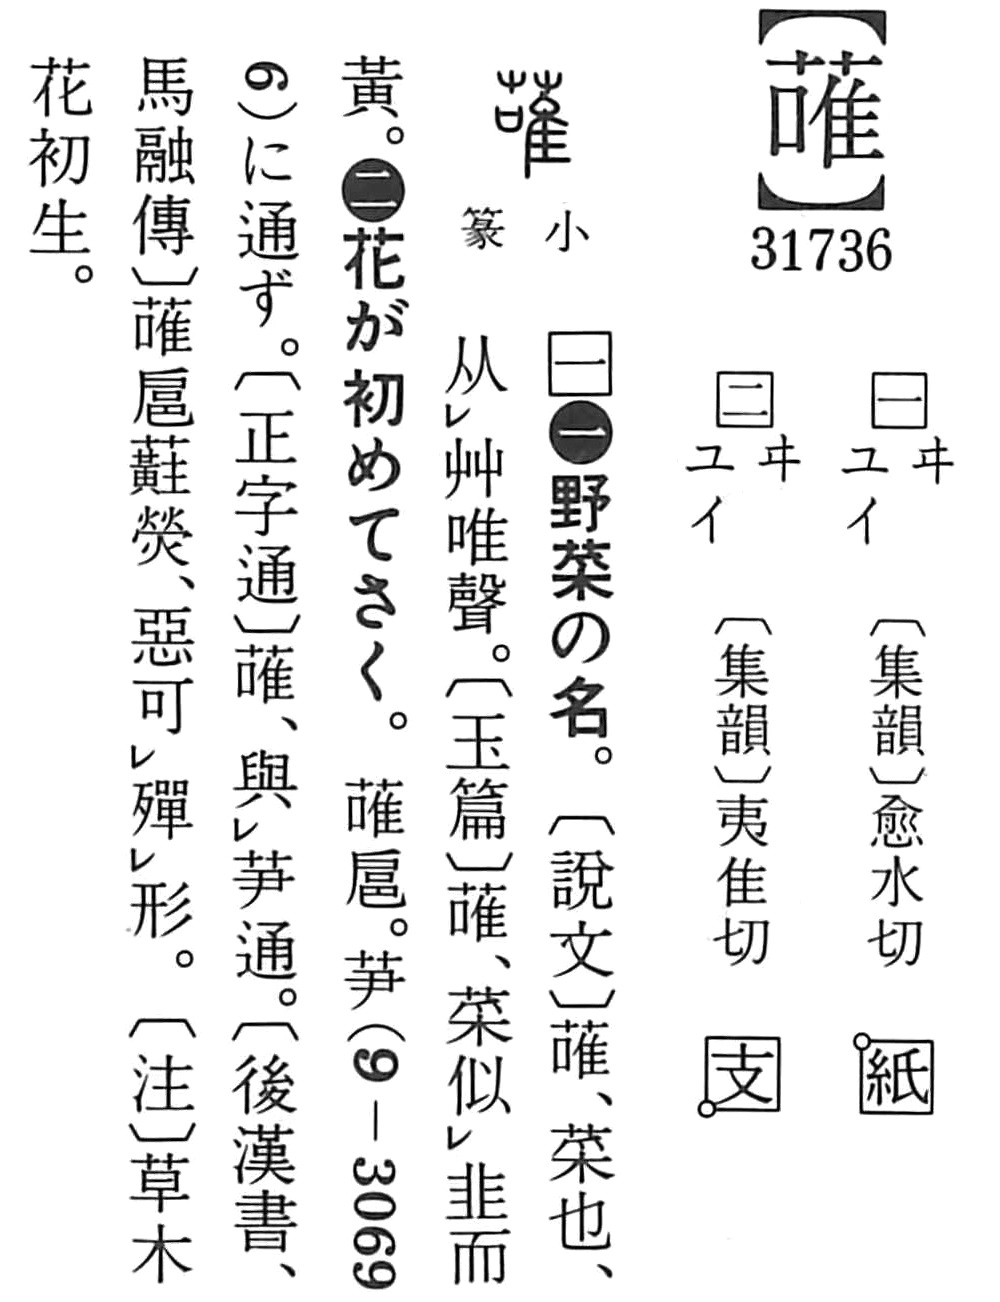 【蓶】
31736
一 ヰ ユイ 〔集韻〕愈水切 紙
二 ヰ ユイ 〔集韻〕夷隹切 支
一❶野菜の名。〔說文〕蓶、菜也、
小篆
从㆑艸唯聲。〔玉篇〕蓶、菜似㆑韭而
黃。❷花が初めてさく。蓶扈。芛(9-3069
6)に通ず。〔正字通〕蓶、與㆑芛通。〔後漢書、
馬融傳〕蓶扈蘳熒、惡可㆑殫㆑形。〔注〕草木
花初生。